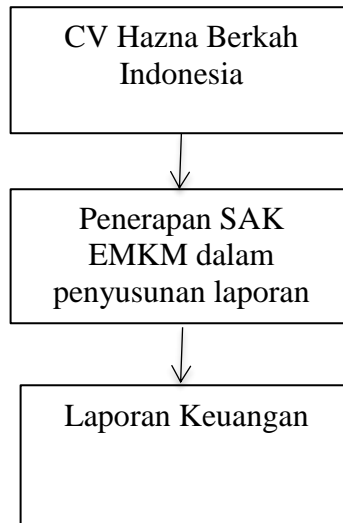 CV Hazna Berkah
Indonesia
Penerapan SAK
EMKM dalam
penyusunan laporan
Laporan Keuangan